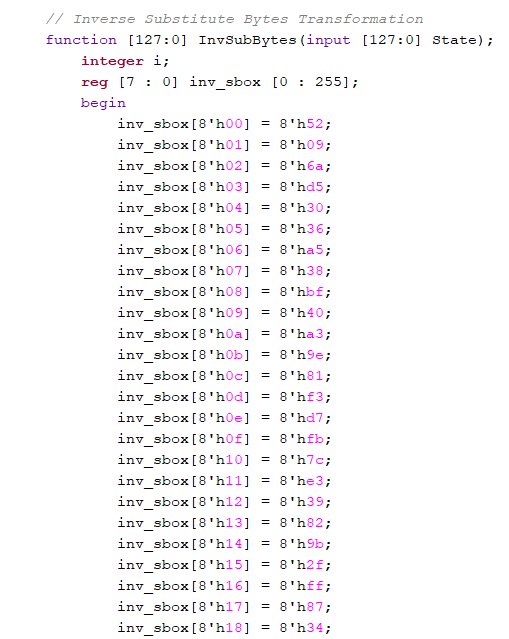 // Inverse Substitute Bytes Transformation
function [127:0] InvSubBytes(input [127:0] State);
integer i;
reg [7 : 0] inv_sbox [0 : 255];
begin
inv_sbox[8'h00] = 8'h52;
inv_sbox[8'h01] = 8'h09;
inv_sbox[8'h02] = 8'h6a;
inv_sbox[8'h03] = 8'hd5;
inv_sbox[8'h04] = 8'h30;
inv_sbox[8'h05] = 8'h36;
inv_sbox[8'h06] = 8'ha5;
inv_sbox[8'h07] = 8'h38;
inv_sbox[8'h08] = 8'hbf;
inv_sbox[8'h09] = 8'h40;
inv_sbox[8'h0a] = 8'ha3;
inv_sbox[8'h0b] = 8'h9e;
inv_sbox[8'h0c] = 8'h81;
inv_sbox[8'h0d] = 8'hf3;
inv_sbox[8'h0e] = 8'hd7;
inv_sbox[8'h0f] = 8'hfb;
inv_sbox[8'h10] = 8'h7c;
inv_sbox[8'h11] = 8'he3;
inv_sbox[8'h12] = 8'h39;
inv_sbox[8'h13] = 8'h82;
inv_sbox[8'h14] = 8'h9b;
inv_sbox[8'h15] = 8'h2f;
inv_sbox[8'h16] = 8'hff;
inv_sbox[8'h17] = 8'h87;
inv_sbox[8'h18] = 8'h34;